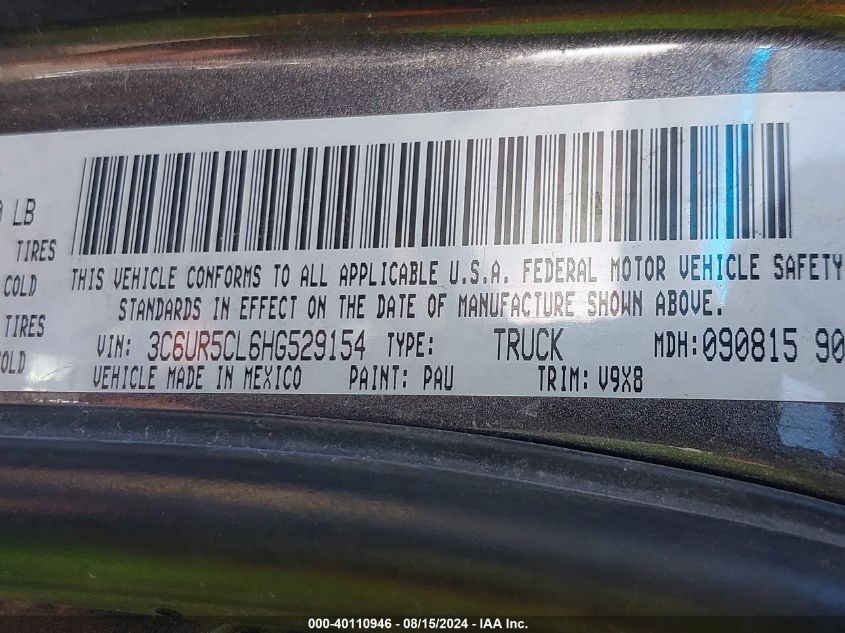 LB
TIRES
COLD
TIRES
THIS VEHICLE CONFORMS TO ALL APPLICABLE U.S.A. FEDERAL MOTOR VEHICLE SAFETY
STANDARDS IN EFFECT ON THE DATE OF MANUFACTURE SHOWN ABOVE.
VIN: 3C6UR5CL6HG529154 TYPE: TRUCK MDH:090815 90
VEHICLE MADE IN MEXICO PAINT: PAU TRIM: V9X8
000-40110946 - 08/15/2024 - IAA Inc.